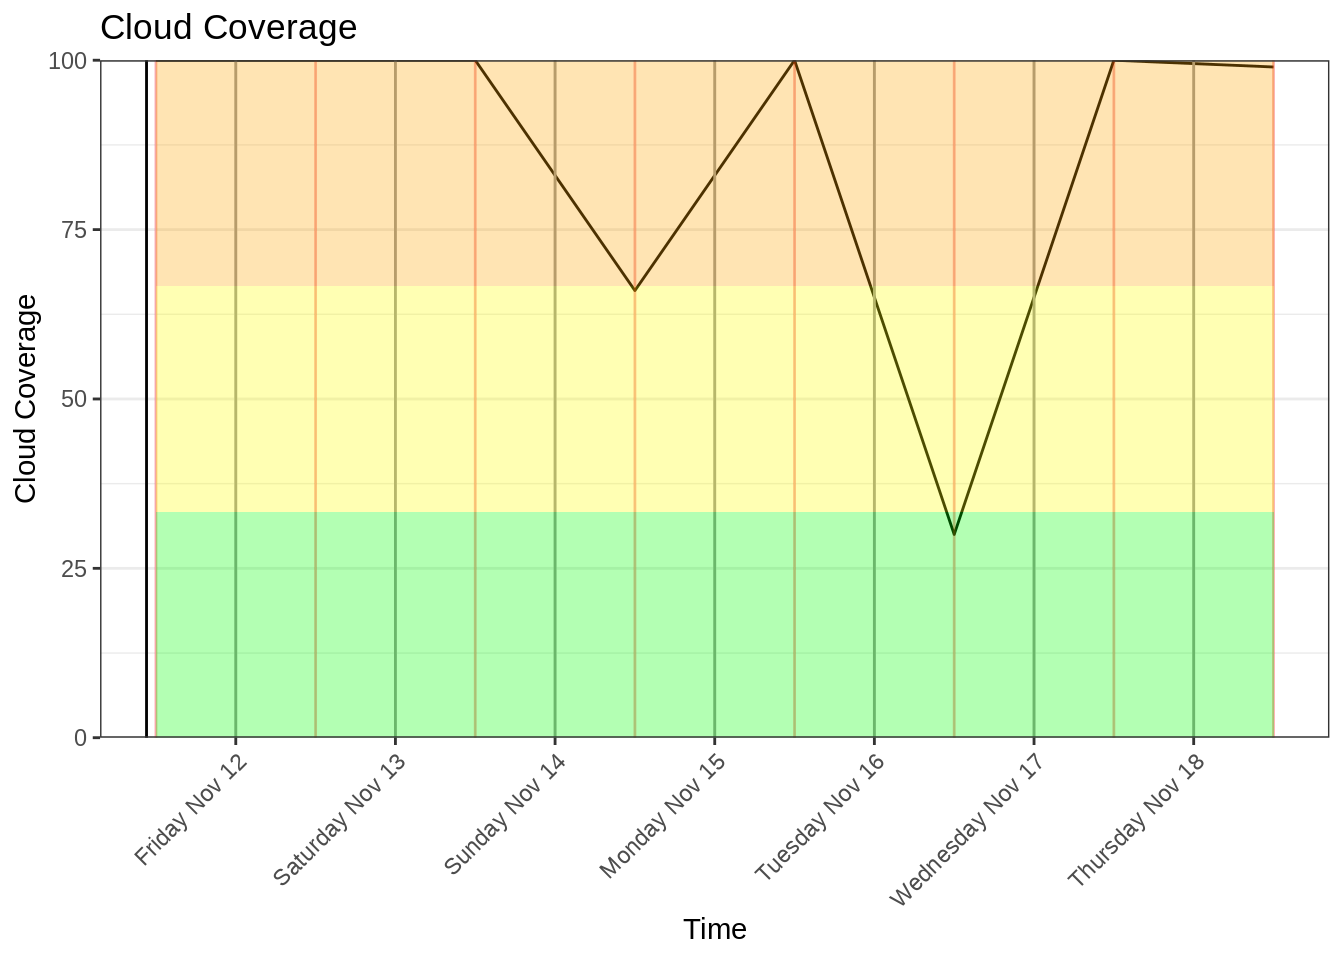 Cloud Coverage
100
75
50
25
0
Cloud Coverage
Friday Nov 12
Saturday Nov 13
Sunday Nov 14
Monday Nov 15
Tuesday Nov 16
Wednesday Nov 17
Thursday Nov 18
Time